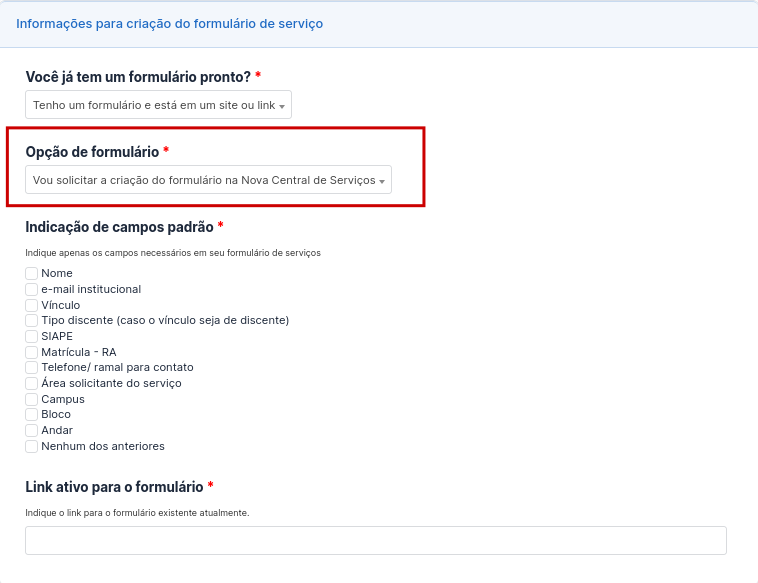 Informações para criação do formulário de serviço
Você já tem um formulário pronto? *
Tenho um formulário e está em um site ou link
Opção de formulário *
Vou solicitar a criação do formulário na Nova Central de Serviços
Indicação de campos padrão *
Indique apenas os campos necessários em seu formulário de serviços
Nome
e-mail institucional
Vínculo
Tipo discente (caso o vínculo seja de discente)
SIAPE
Matrícula - RA
Telefone/ ramal para contato
Área solicitante do serviço
Campus
Bloco
Andar
Nenhum dos anteriores
Link ativo para o formulário *
Indique o link para o formulário existente atualmente.